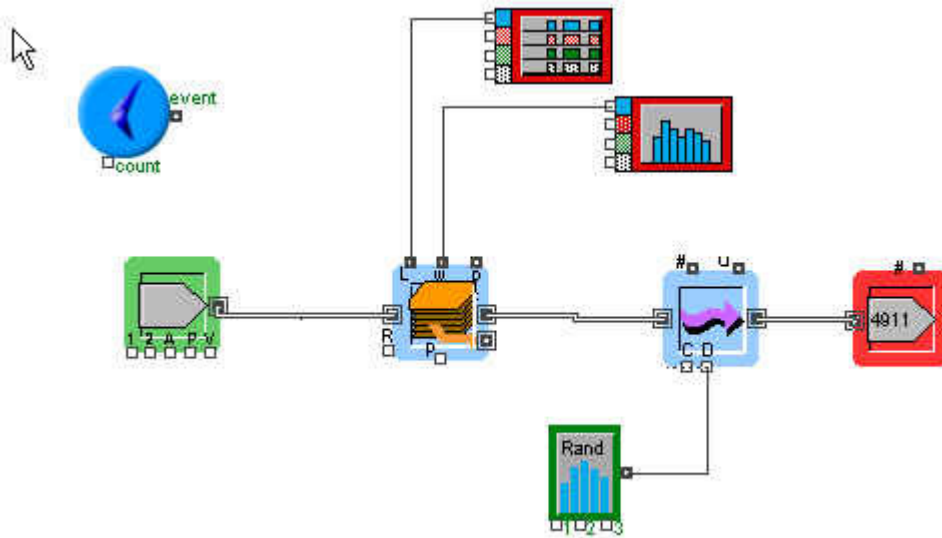 event
count
L W D
# U
#
4911
1 2 A P V
R
P
C D
Rand
1 2 3